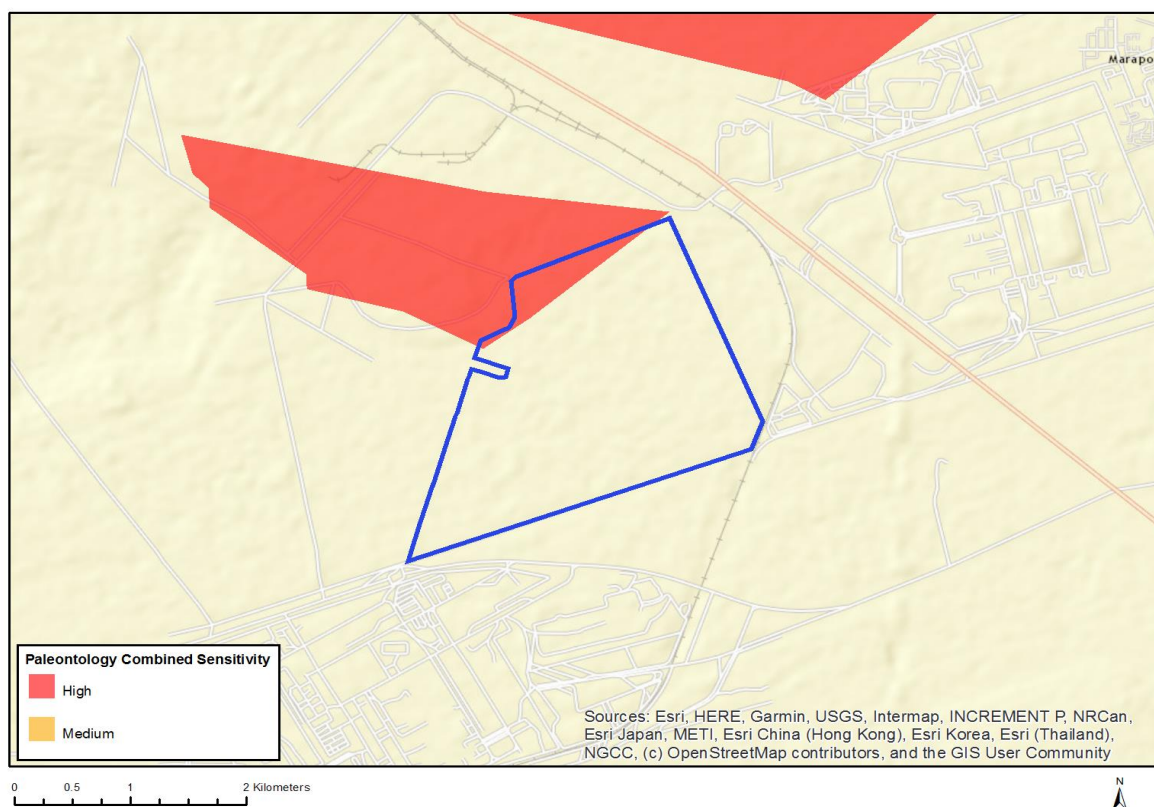 Marapo
Paleontology Combined Sensitivity
High
Medium
Sources: Esri, HERE, Garmin, USGS, Intermap, INCREMENT P, NRCan,
Esri Japan, METI, Esri China (Hong Kong), Esri Korea, Esri (Thailand),
NGCC, (c) OpenStreetMap contributors, and the GIS User Community
0 0.5 1 2 Kilometers
N